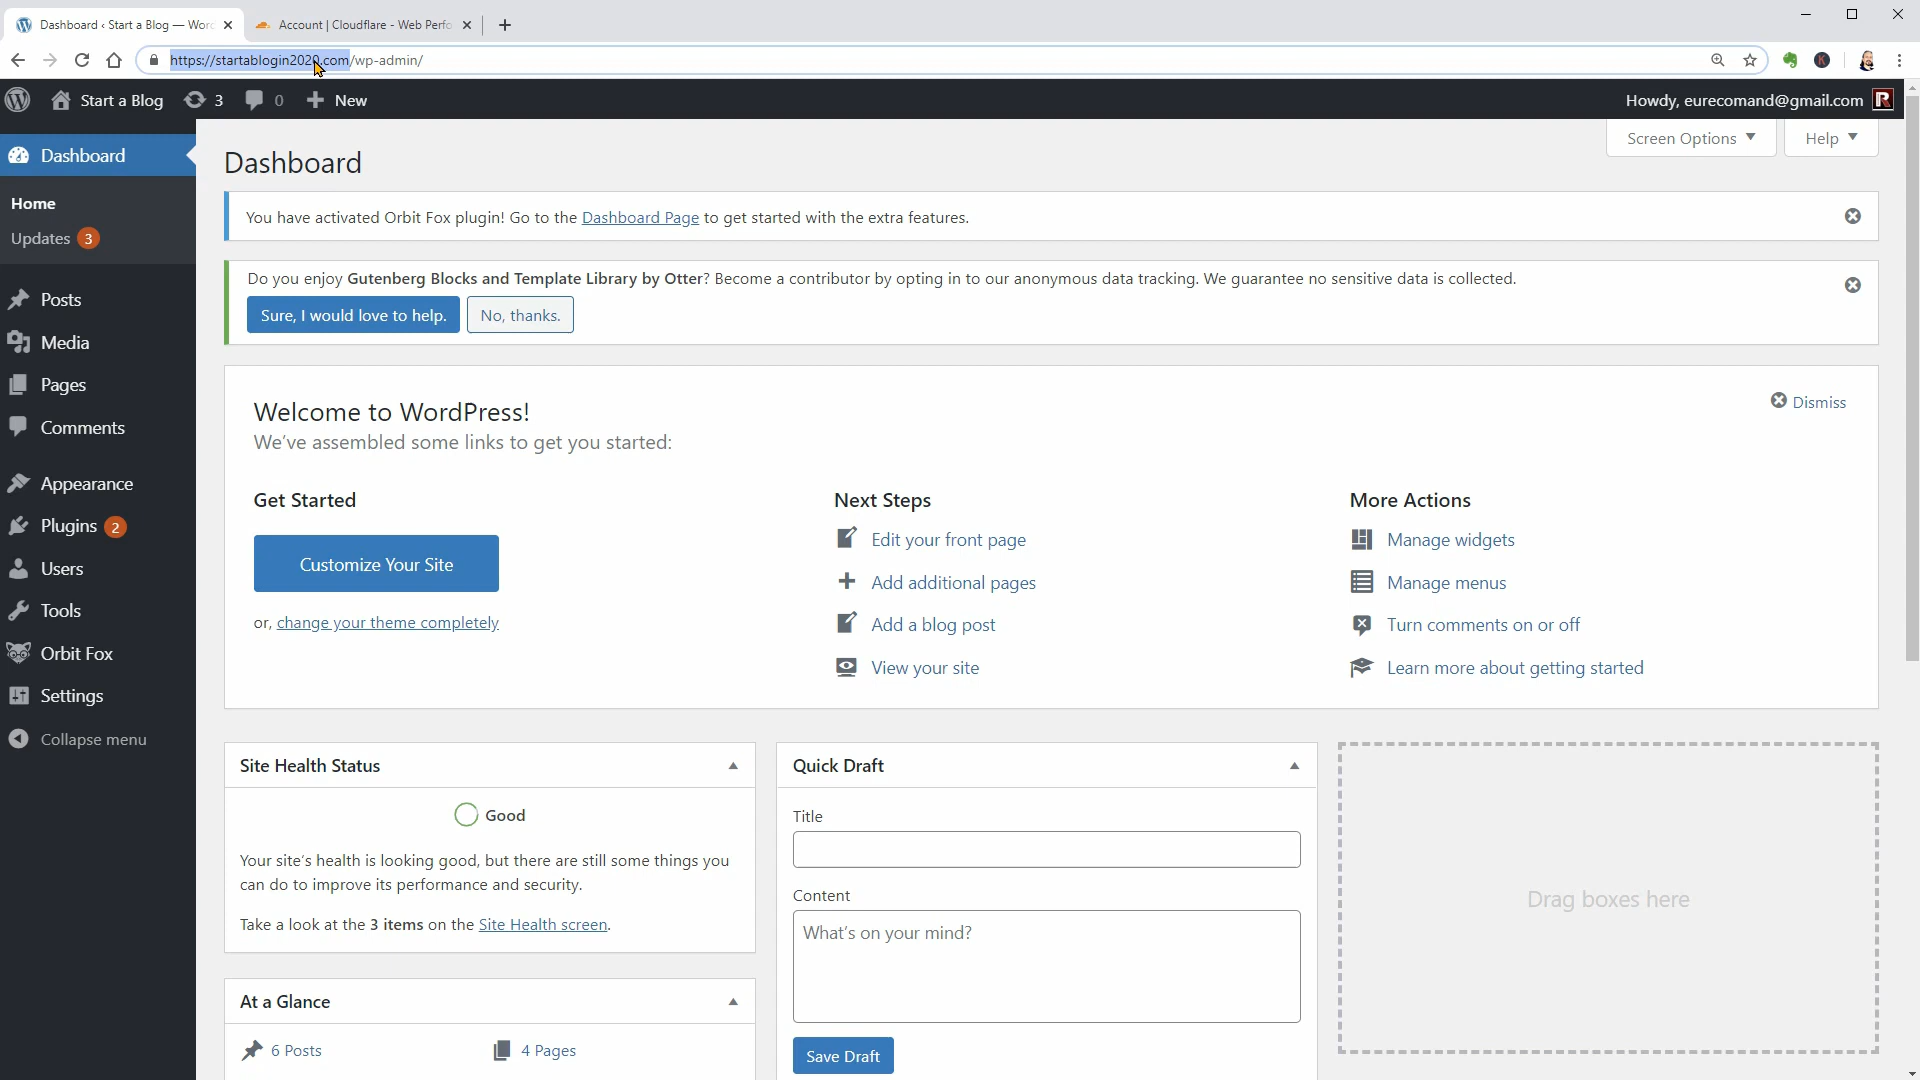 Dashboard ‹ Start a Blog — Wor
Account | Cloudflare - Web Perfo
https://startablogin2020.com/wp-admin/
Start a Blog 3 0 New
Howdy, eurecomand@gmail.com
Screen Options
Help
Dashboard
Home
Updates 3
Posts
Media
Pages
Comments
Appearance
Plugins 2
Users
Tools
Orbit Fox
Settings
Collapse menu
Dashboard
You have activated Orbit Fox plugin! Go to the Dashboard Page to get started with the extra features.
Do you enjoy Gutenberg Blocks and Template Library by Otter? Become a contributor by opting in to our anonymous data tracking. We guarantee no sensitive data is collected.
Sure, I would love to help.
No, thanks.
Welcome to WordPress!
We've assembled some links to get you started:
Dismiss
Get Started
Customize Your Site
or, change your theme completely
Next Steps
Edit your front page
Add additional pages
Add a blog post
View your site
More Actions
Manage widgets
Manage menus
Turn comments on or off
Learn more about getting started
Site Health Status
Good
Your site's health is looking good, but there are still some things you
can do to improve its performance and security.
Take a look at the 3 items on the Site Health screen.
At a Glance
6 Posts
4 Pages
Quick Draft
Title
Content
What's on your mind?
Save Draft
Drag boxes here